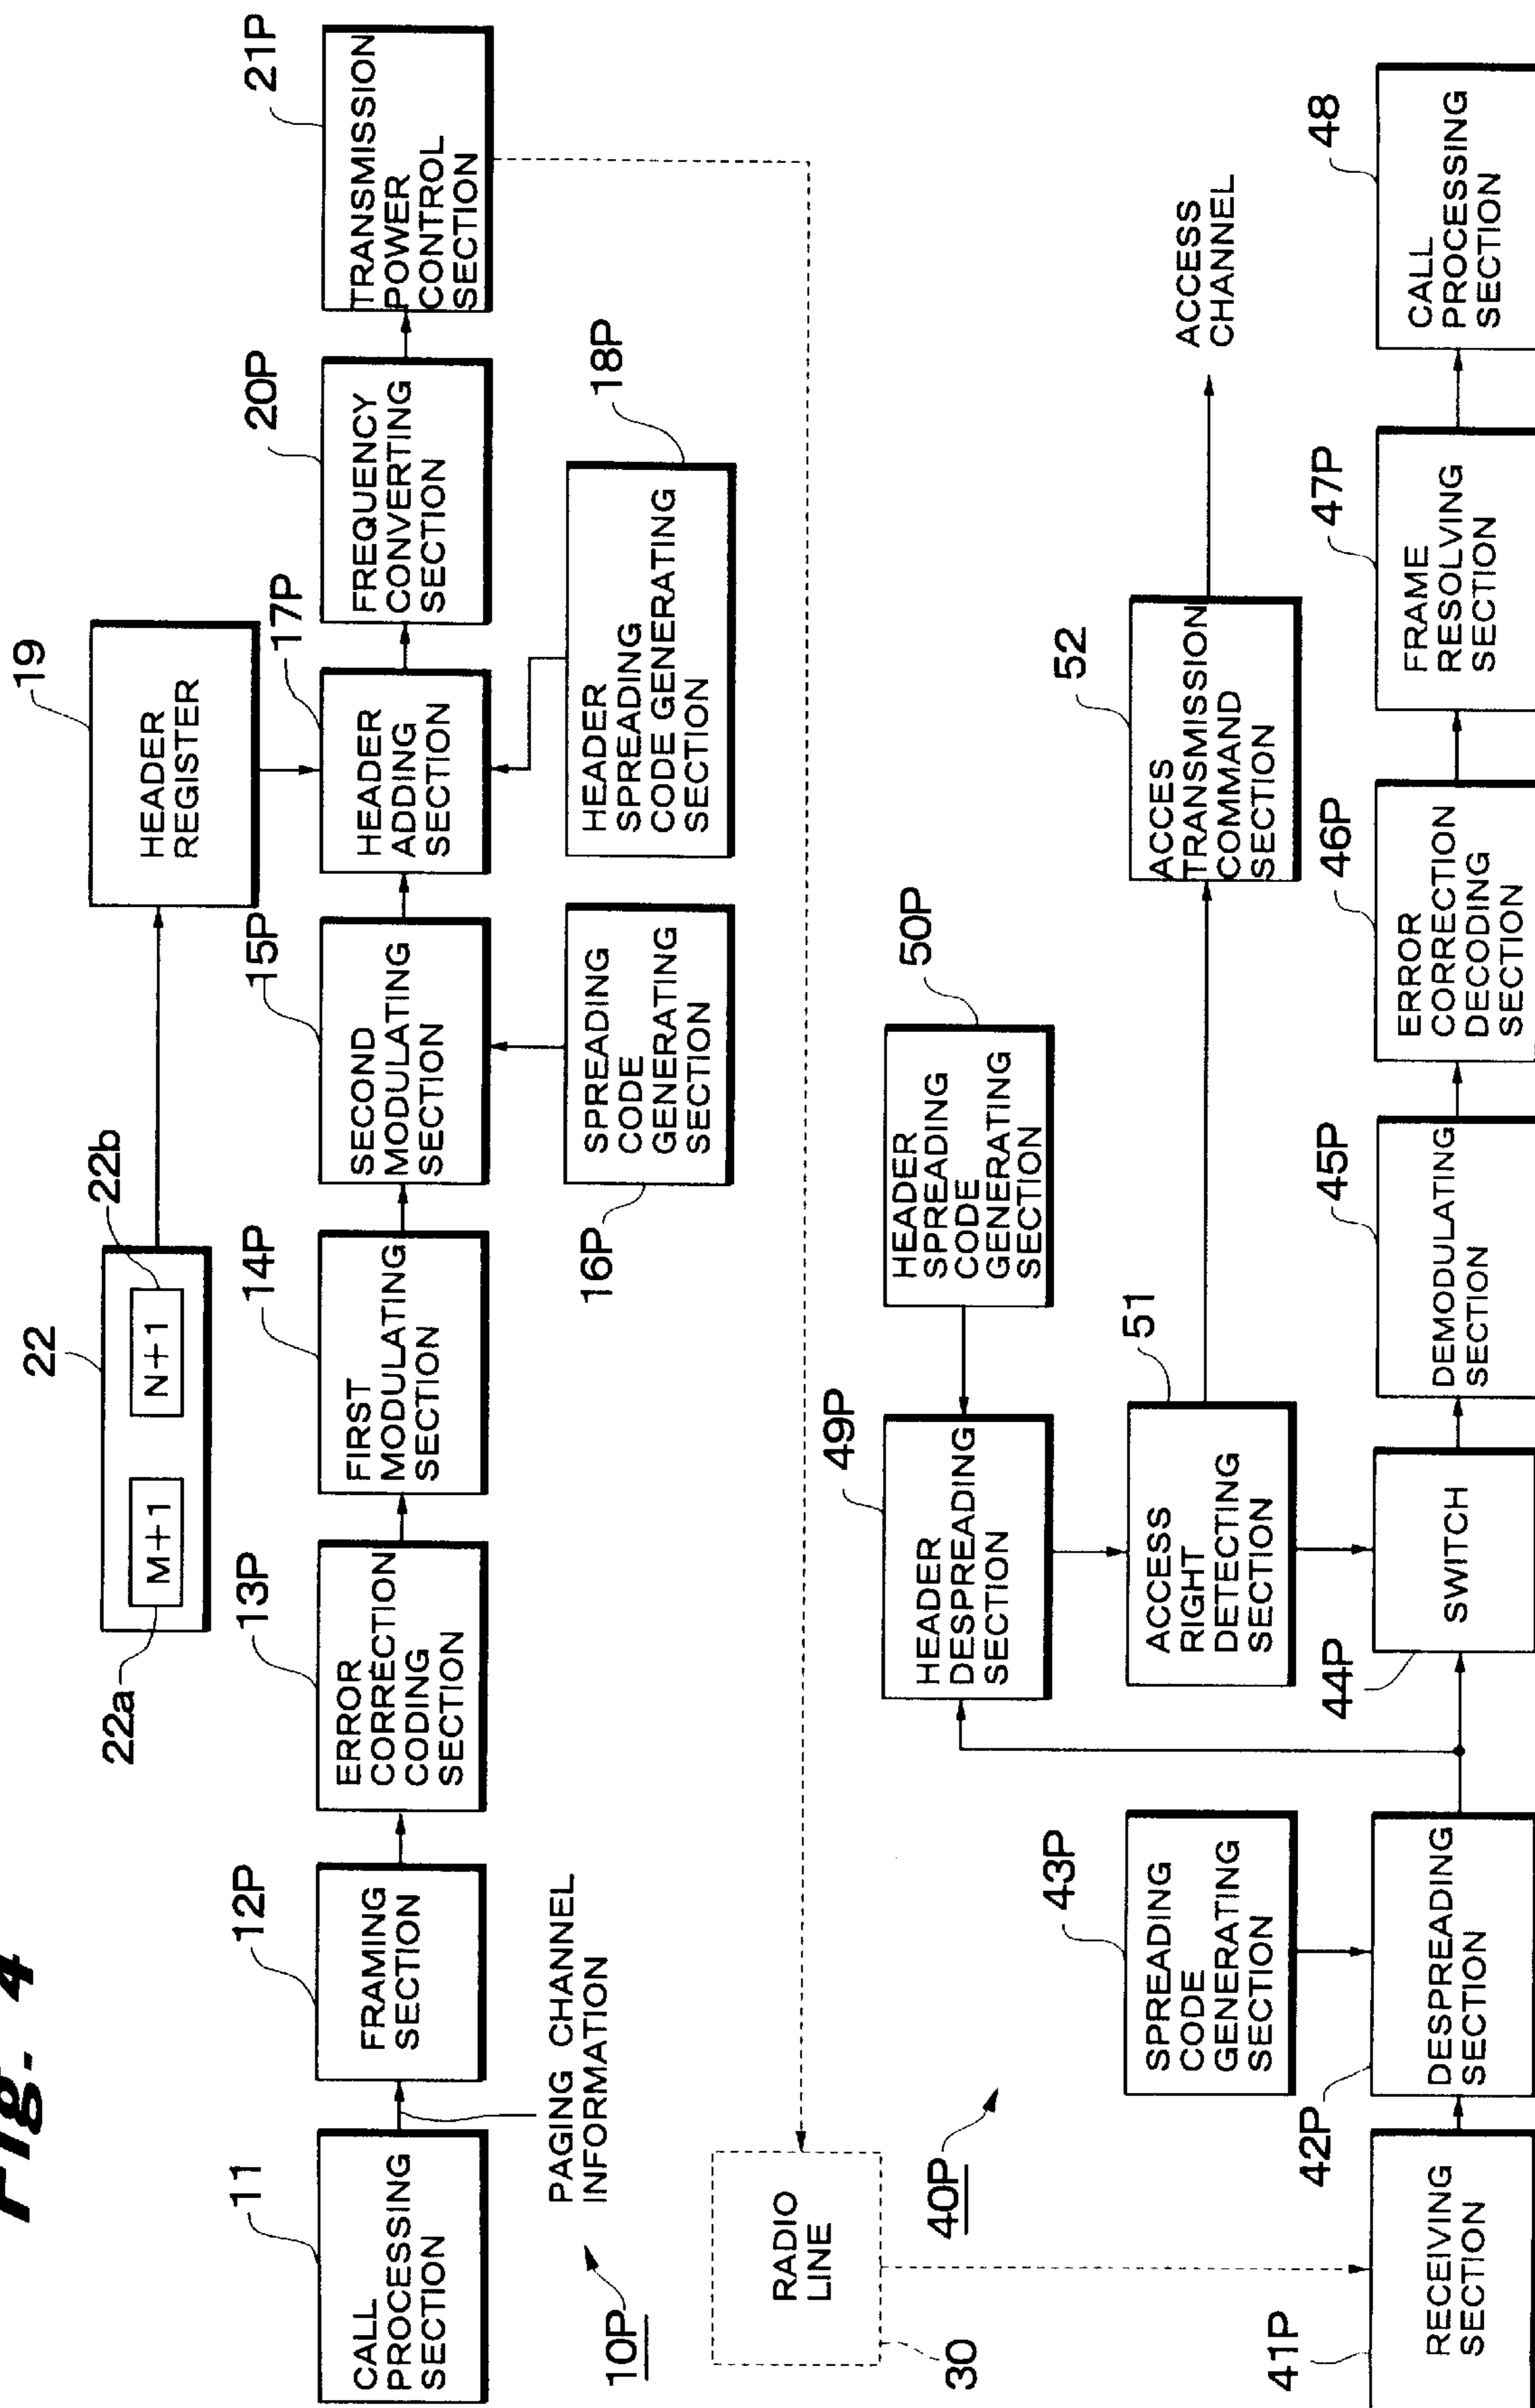 Fig. 4
22
22a
M+1
N+1
22b
19
HEADER
REGISTER
11
CALL
PROCESSING
SECTION
PAGING CHANNEL
INFORMATION
12P
FRAMING
SECTION
13P
ERROR
CORRECTION
CODING
SECTION
14P
FIRST
MODULATING
SECTION
15P
SECOND
MODULATING
SECTION
16P
SPREADING
CODE
GENERATING
SECTION
17P
HEADER
ADDING
SECTION
18P
HEADER
SPREADING
CODE GENERATING
SECTION
20P
FREQUENCY
CONVERTING
SECTION
21P
TRANSMISSION
POWER
CONTROL
SECTION
10P
RADIO
LINE
30
40P
41P
RECEIVING
SECTION
42P
DESPREADING
SECTION
43P
SPREADING
CODE
GENERATING
SECTION
49P
HEADER
DESPREADING
SECTION
50P
HEADER
SPREADING
CODE
GENERATING
SECTION
51
ACCESS
RIGHT
DETECTING
SECTION
52
ACCES
TRANSMISSION
COMMAND
SECTION
ACCESS
CHANNEL
44P
SWITCH
45P
DEMODULATING
SECTION
46P
ERROR
CORRECTION
DECODING
SECTION
47P
FRAME
RESOLVING
SECTION
48
CALL
PROCESSING
SECTION